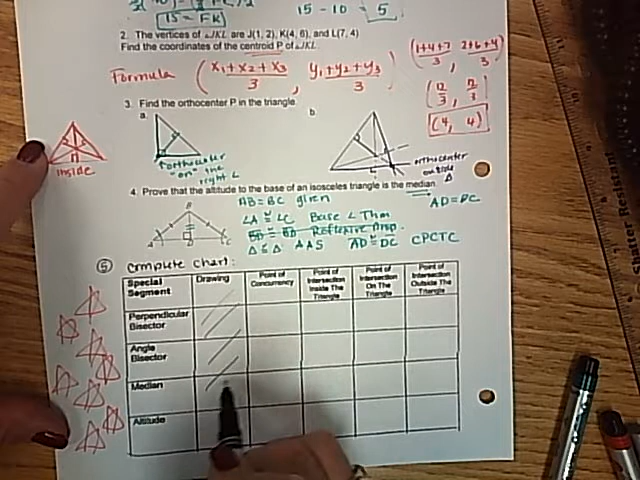 15 = FK
15 - 10 = 5
2. The vertices of △JKL are J(1, 2), K(4, 6), and L(7, 4)
Find the coordinates of the centroid P of △JKL
Formula (x₁+x₂+x₃/3, y₁+y₂+y₃/3)
(1+4+7/3, 2+6+4/3)
(12/3, 12/3)
(4, 4)
3. Find the orthocenter P in the triangle.
a.
b
inside
orthocenter
"on" the
right ∠
orthocenter
outside
△
4. Prove that the altitude to the base of an isosceles triangle is the median.
AB = BC given
AD = DC
∠A ≅ ∠C Base ∠ Thm
BD ≅ BD Reflexive Prop
△ ≅ △ AAS AD ≅ DC CPCTC
A B C D
⑤ Complete chart:
Special Segment
Drawing
Point of Concurrency
Point of Intersection Inside The Triangle
Point of Intersection On The Triangle
Point of Intersection Outside The Triangle
Perpendicular Bisector
Angle Bisector
Median
Altitude